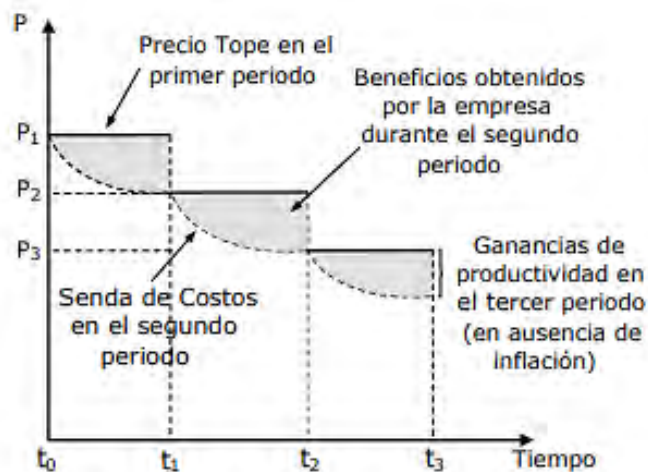 P
Precio Tope en el
primer periodo
Beneficios obtenidos
por la empresa
durante el segundo
periodo
P1
P2
P3
Senda de Costos
en el segundo
periodo
Ganancias de
productividad en
el tercer periodo
(en ausencia de
inflación)
t0
t1
t2
t3
Tiempo